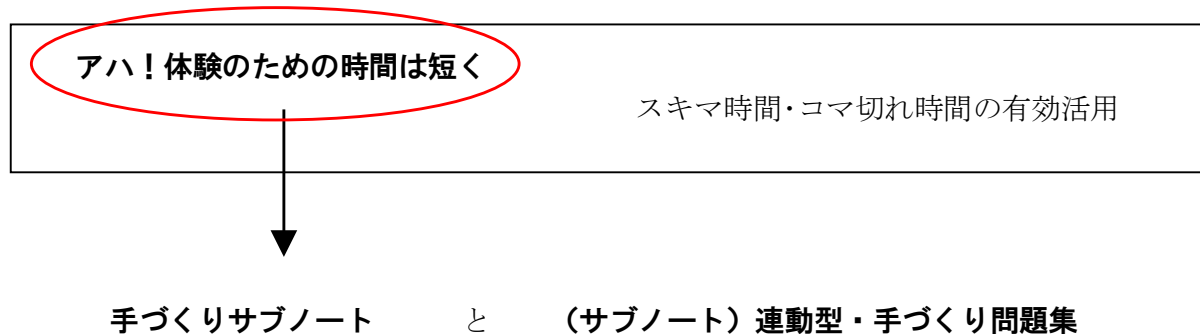 アハ！体験のための時間は短く
スキマ時間･コマ切れ時間の有効活用
手づくりサブノート　と　（サブノート）連動型・手づくり問題集